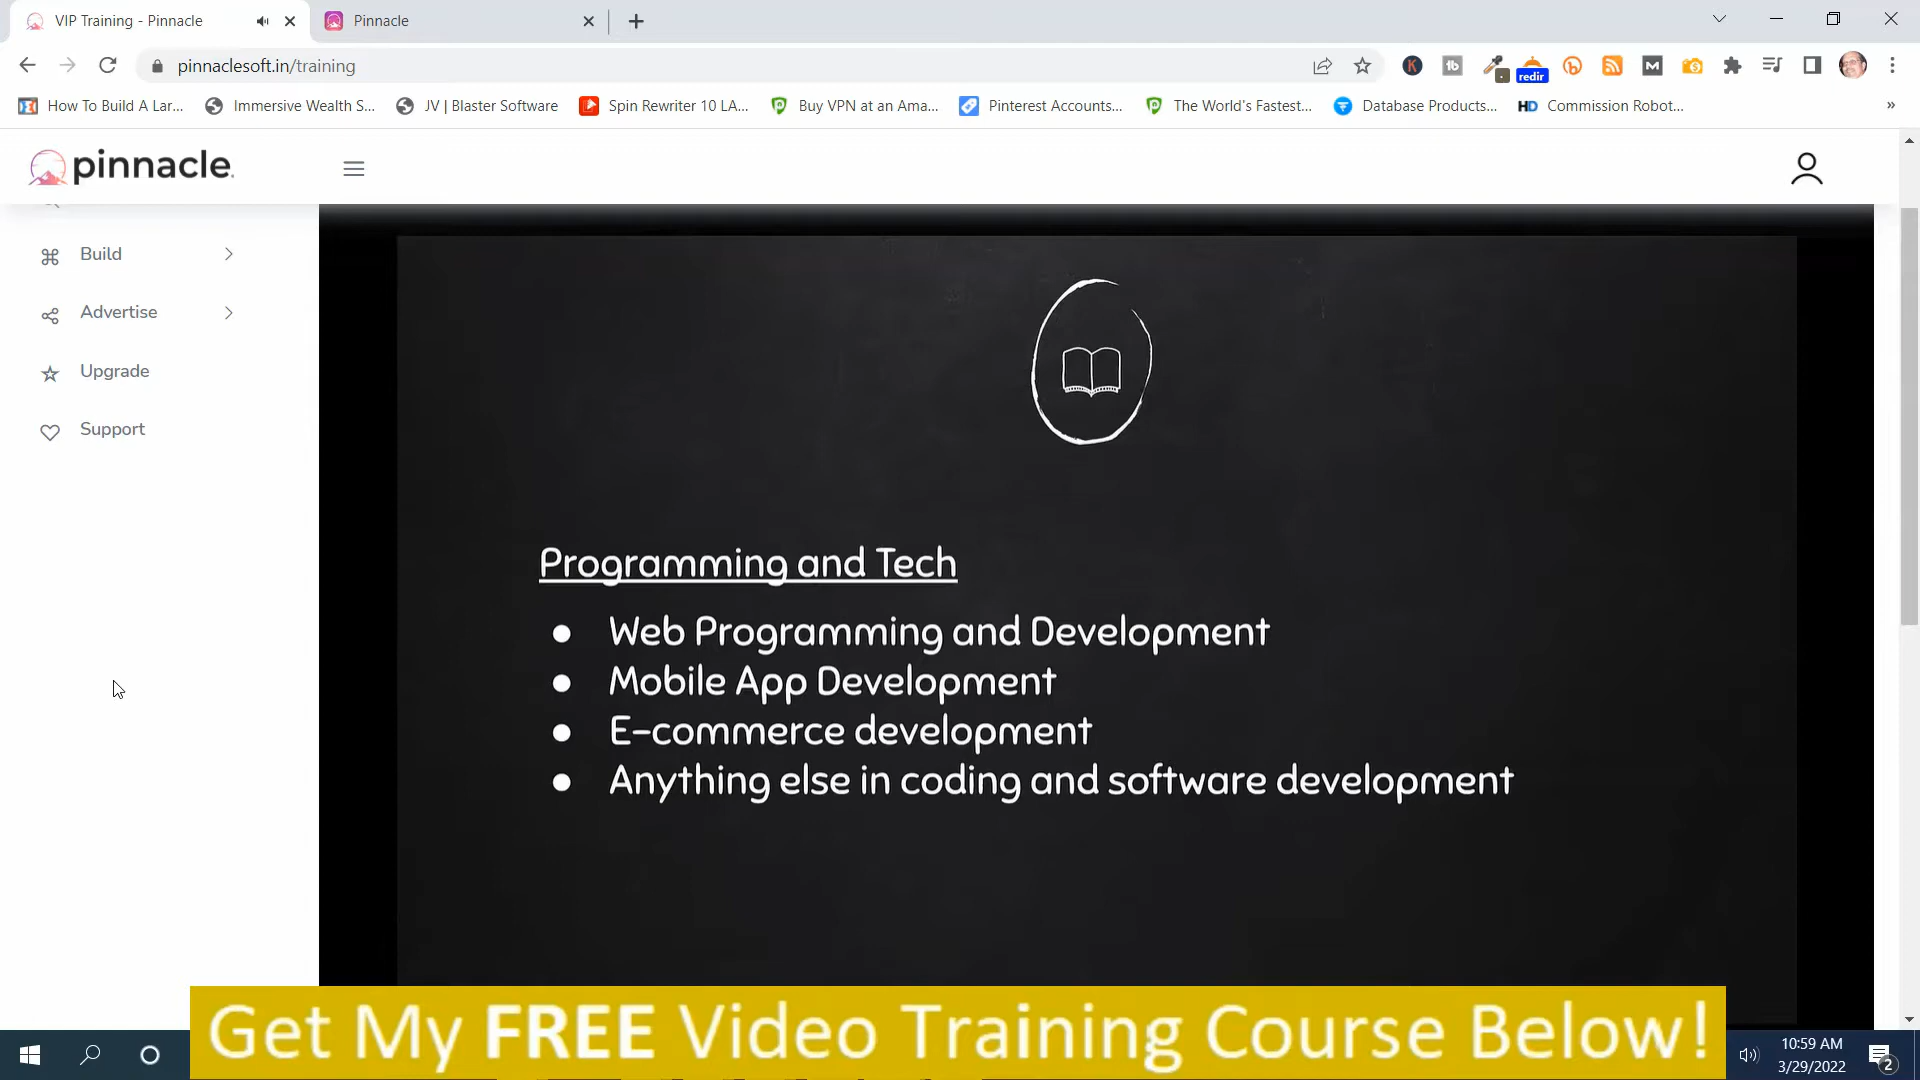 VIP Training - Pinnacle
Pinnacle
pinnaclesoft.in/training
redir
How To Build A Lar...
Immersive Wealth S...
JV | Blaster Software
Spin Rewriter 10 LA...
Buy VPN at an Ama...
Pinterest Accounts...
The World's Fastest...
Database Products...
HD
Commission Robot...
pinnacle.
Build
Advertise
Upgrade
Support
Programming and Tech
Web Programming and Development
Mobile App Development
E-commerce development
Anything else in coding and software development
Get My FREE Video Training Course Below!
10:59 AM
3/29/2022
2